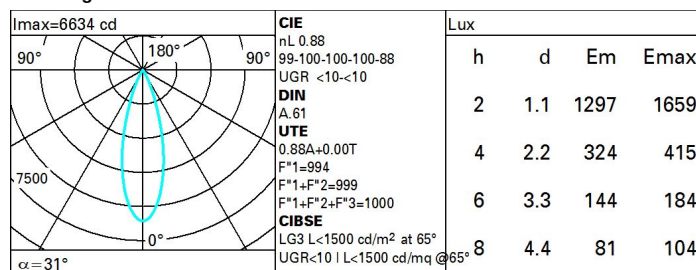 Imax=6634 cd
90° 180° 90°
7500
0°
α=31°
CIE
nL 0.88
99-100-100-100-88
UGR <10-<10
DIN
A.61
UTE
0.88A+0.00T
F"1=994
F"1+F"2=999
F"1+F"2+F"3=1000
CIBSE
LG3 L<1500 cd/m² at 65°
UGR<10 | L<1500 cd/mq @65°
Lux
h d Em Emax
2 1.1 1297 1659
4 2.2 324 415
6 3.3 144 184
8 4.4 81 104